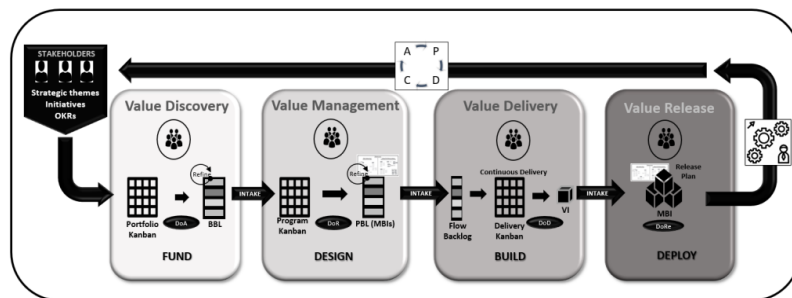 STAKEHOLDERS
Strategic themes
Initiatives
OKRs
A P
C D
Value Discovery
Refine
Portfolio
Kanban
DoA
BBL
FUND
INTAKE
Value Management
Refine
Program
Kanban
DoR
PBL (MBIs)
DESIGN
INTAKE
Value Delivery
Continuous Delivery
Flow
Backlog
Delivery
Kanban
DoD
VI
BUILD
INTAKE
Value Release
Release
Plan
MBI
DoRe
DEPLOY